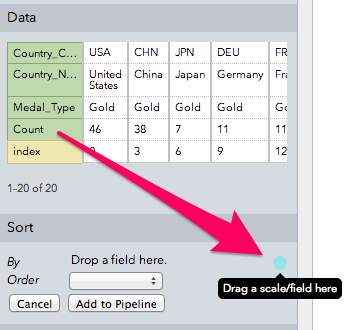 Data
Country_C... USA CHN JPN DEU FR
Country_N... United States China Japan Germany Fra
Medal_Type Gold Gold Gold Gold Go
Count 46 38 7 11 11
index 3 6 9 12
1-20 of 20
Sort
By Drop a field here.
Order
Drag a scale/field here
Cancel Add to Pipeline